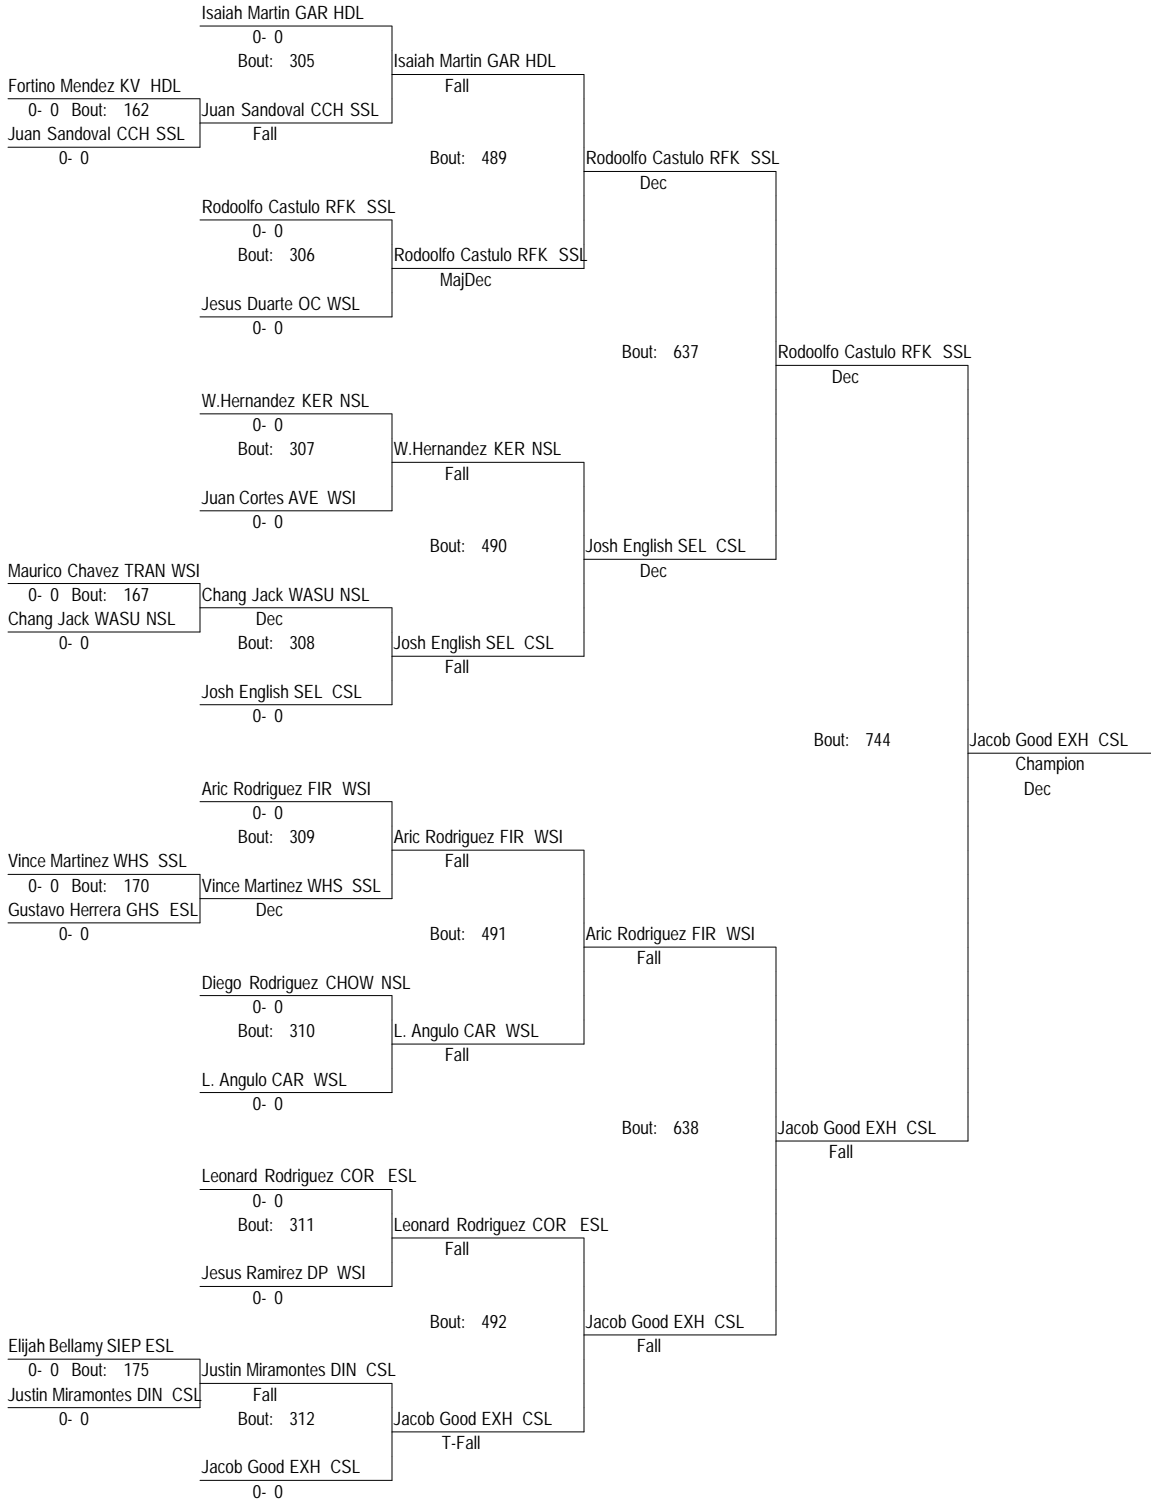 Isaiah Martin GAR HDL
0- 0
Bout: 305
Isaiah Martin GAR HDL
Fall
Fortino Mendez KV HDL
0- 0 Bout: 162
Juan Sandoval CCH SSL
Fall
Juan Sandoval CCH SSL
0- 0
Bout: 489
Rodoolfo Castulo RFK SSL
Dec
Rodoolfo Castulo RFK SSL
0- 0
Bout: 306
Rodoolfo Castulo RFK SSL
MajDec
Jesus Duarte OC WSL
0- 0
Bout: 637
Rodoolfo Castulo RFK SSL
Dec
W.Hernandez KER NSL
0- 0
Bout: 307
W.Hernandez KER NSL
Fall
Juan Cortes AVE WSI
0- 0
Bout: 490
Josh English SEL CSL
Dec
Maurico Chavez TRAN WSI
0- 0 Bout: 167
Chang Jack WASU NSL
Dec
Chang Jack WASU NSL
0- 0
Bout: 308
Josh English SEL CSL
Fall
Josh English SEL CSL
0- 0
Bout: 744
Jacob Good EXH CSL
Champion
Dec
Aric Rodriguez FIR WSI
0- 0
Bout: 309
Aric Rodriguez FIR WSI
Fall
Vince Martinez WHS SSL
0- 0 Bout: 170
Vince Martinez WHS SSL
Dec
Gustavo Herrera GHS ESL
0- 0
Bout: 491
Aric Rodriguez FIR WSI
Fall
Diego Rodriguez CHOW NSL
0- 0
Bout: 310
L. Angulo CAR WSL
Fall
L. Angulo CAR WSL
0- 0
Bout: 638
Jacob Good EXH CSL
Fall
Leonard Rodriguez COR ESL
0- 0
Bout: 311
Leonard Rodriguez COR ESL
Fall
Jesus Ramirez DP WSI
0- 0
Bout: 492
Jacob Good EXH CSL
Fall
Elijah Bellamy SIEP ESL
0- 0 Bout: 175
Justin Miramontes DIN CSL
Fall
Justin Miramontes DIN CSL
0- 0
Bout: 312
Jacob Good EXH CSL
T-Fall
Jacob Good EXH CSL
0- 0